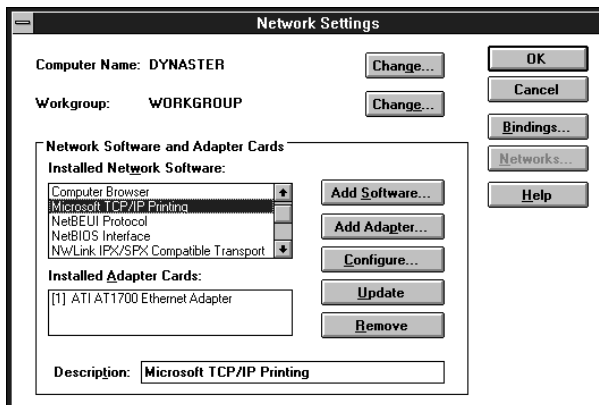 Network Settings
Computer Name: DYNASTER
Change...
OK
Cancel
Workgroup: WORKGROUP
Change...
Bindings...
Networks...
Help
Network Software and Adapter Cards
Installed Network Software:
Computer Browser
Microsoft TCP/IP Printing
NetBEUI Protocol
NetBIOS Interface
NWLink IPX/SPX Compatible Transport
Add Software...
Add Adapter...
Configure...
Update
Remove
Installed Adapter Cards:
[1] ATI AT1700 Ethernet Adapter
Description: Microsoft TCP/IP Printing